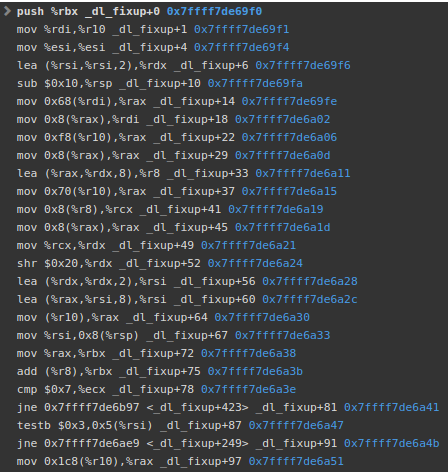 push %rbx _dl_fixup+0 0x7ffff7de69f0
mov %rdi,%r10 _dl_fixup+1 0x7ffff7de69f1
mov %esi,%esi _dl_fixup+4 0x7ffff7de69f4
lea (%rsi,%rsi,2),%rdx _dl_fixup+6 0x7ffff7de69f6
sub $0x10,%rsp _dl_fixup+10 0x7ffff7de69fa
mov 0x68(%rdi),%rax _dl_fixup+14 0x7ffff7de69fe
mov 0x8(%rax),%rdi _dl_fixup+18 0x7ffff7de6a02
mov 0xf8(%r10),%rax _dl_fixup+22 0x7ffff7de6a06
mov 0x8(%rax),%rax _dl_fixup+29 0x7ffff7de6a0d
lea (%rax,%rdx,8),%r8 _dl_fixup+33 0x7ffff7de6a11
mov 0x70(%r10),%rax _dl_fixup+37 0x7ffff7de6a15
mov 0x8(%r8),%rcx _dl_fixup+41 0x7ffff7de6a19
mov 0x8(%rax),%rax _dl_fixup+45 0x7ffff7de6a1d
mov %rcx,%rdx _dl_fixup+49 0x7ffff7de6a21
shr $0x20,%rdx _dl_fixup+52 0x7ffff7de6a24
lea (%rdx,%rdx,2),%rsi _dl_fixup+56 0x7ffff7de6a28
lea (%rax,%rsi,8),%rsi _dl_fixup+60 0x7ffff7de6a2c
mov (%r10),%rax _dl_fixup+64 0x7ffff7de6a30
mov %rsi,0x8(%rsp) _dl_fixup+67 0x7ffff7de6a33
mov %rax,%rbx _dl_fixup+72 0x7ffff7de6a38
add (%r8),%rbx _dl_fixup+75 0x7ffff7de6a3b
cmp $0x7,%ecx _dl_fixup+78 0x7ffff7de6a3e
jne 0x7ffff7de6b97 <_dl_fixup+423> _dl_fixup+81 0x7ffff7de6a41
testb $0x3,0x5(%rsi) _dl_fixup+87 0x7ffff7de6a47
jne 0x7ffff7de6ae9 <_dl_fixup+249> _dl_fixup+91 0x7ffff7de6a4b
mov 0x1c8(%r10),%rax _dl_fixup+97 0x7ffff7de6a51